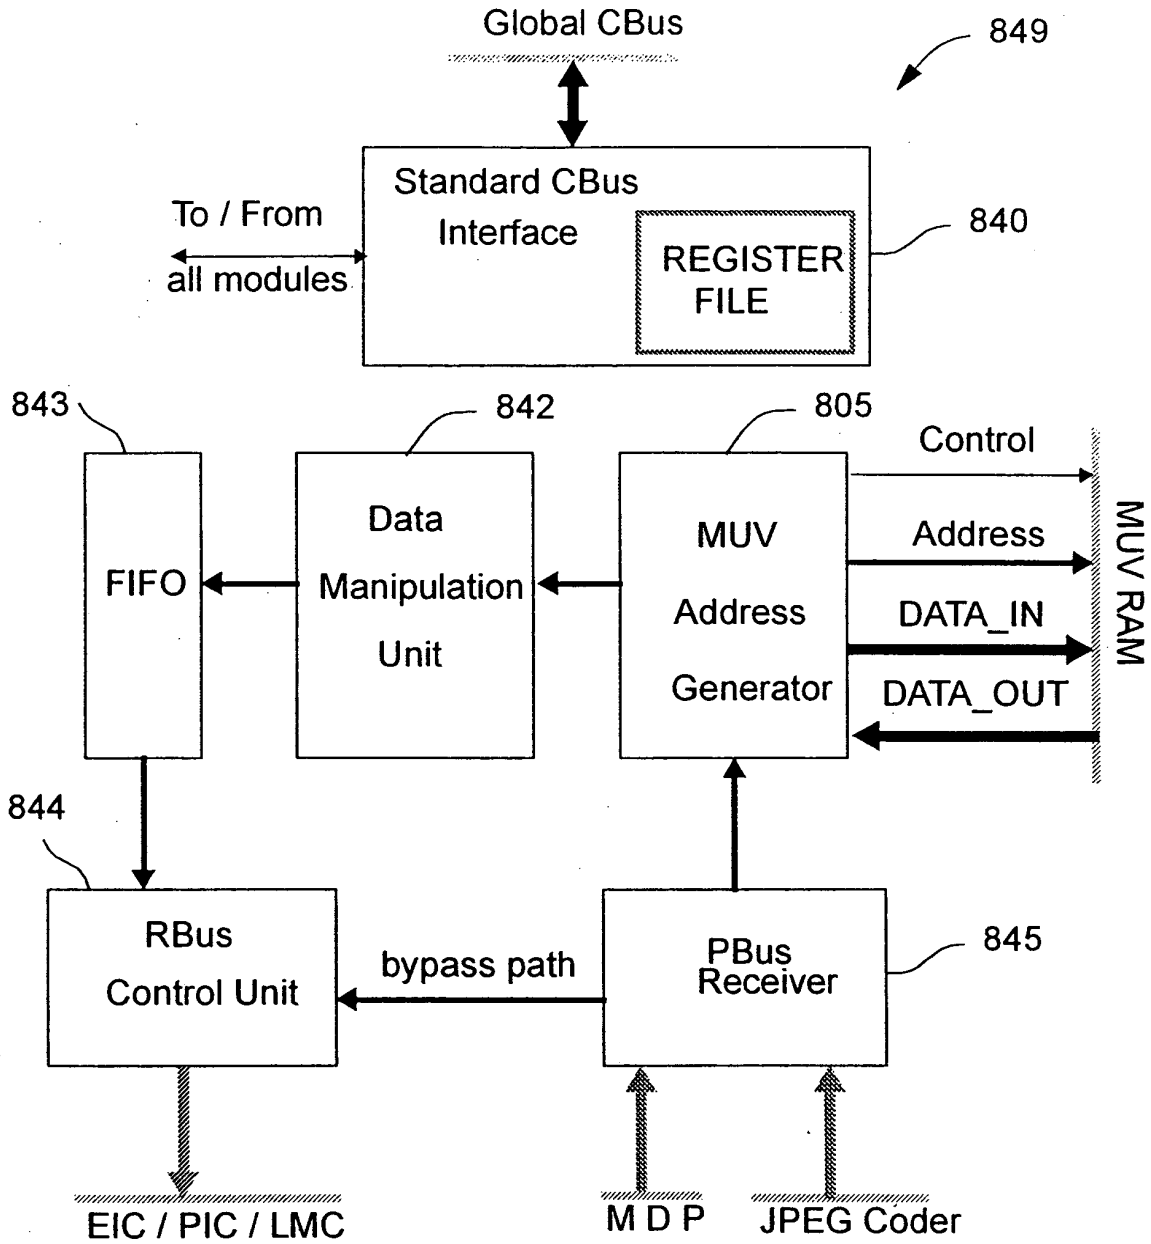 Global CBus
849
Standard CBus
Interface
To / From
all modules
REGISTER
FILE
840
843
842
805
Control
Address
DATA_IN
DATA_OUT
MUV RAM
FIFO
Data
Manipulation
Unit
MUV
Address
Generator
844
RBus
Control Unit
bypass path
PBus
Receiver
845
EIC / PIC / LMC
M D P
JPEG Coder